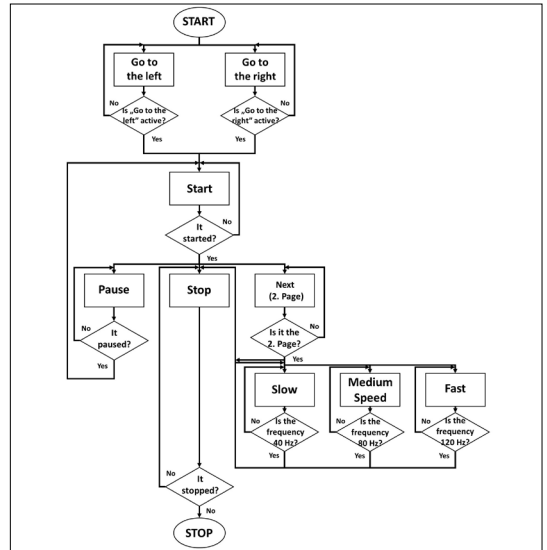 START
Go to
the left
Go to
the right
No
Is „Go to the
left" active?
Is „Go to the
right" active?
No
Yes
Yes
Start
It
started?
No
Yes
Pause
Stop
Next
(2. Page)
No
It
paused?
Is it the
2. Page?
No
Yes
Yes
Slow
Medium
Speed
Fast
No
Is the
frequency
40 Hz?
No
Is the
frequency
80 Hz?
No
Is the
frequency
120 Hz?
Yes
Yes
Yes
No
It
stopped?
No
STOP